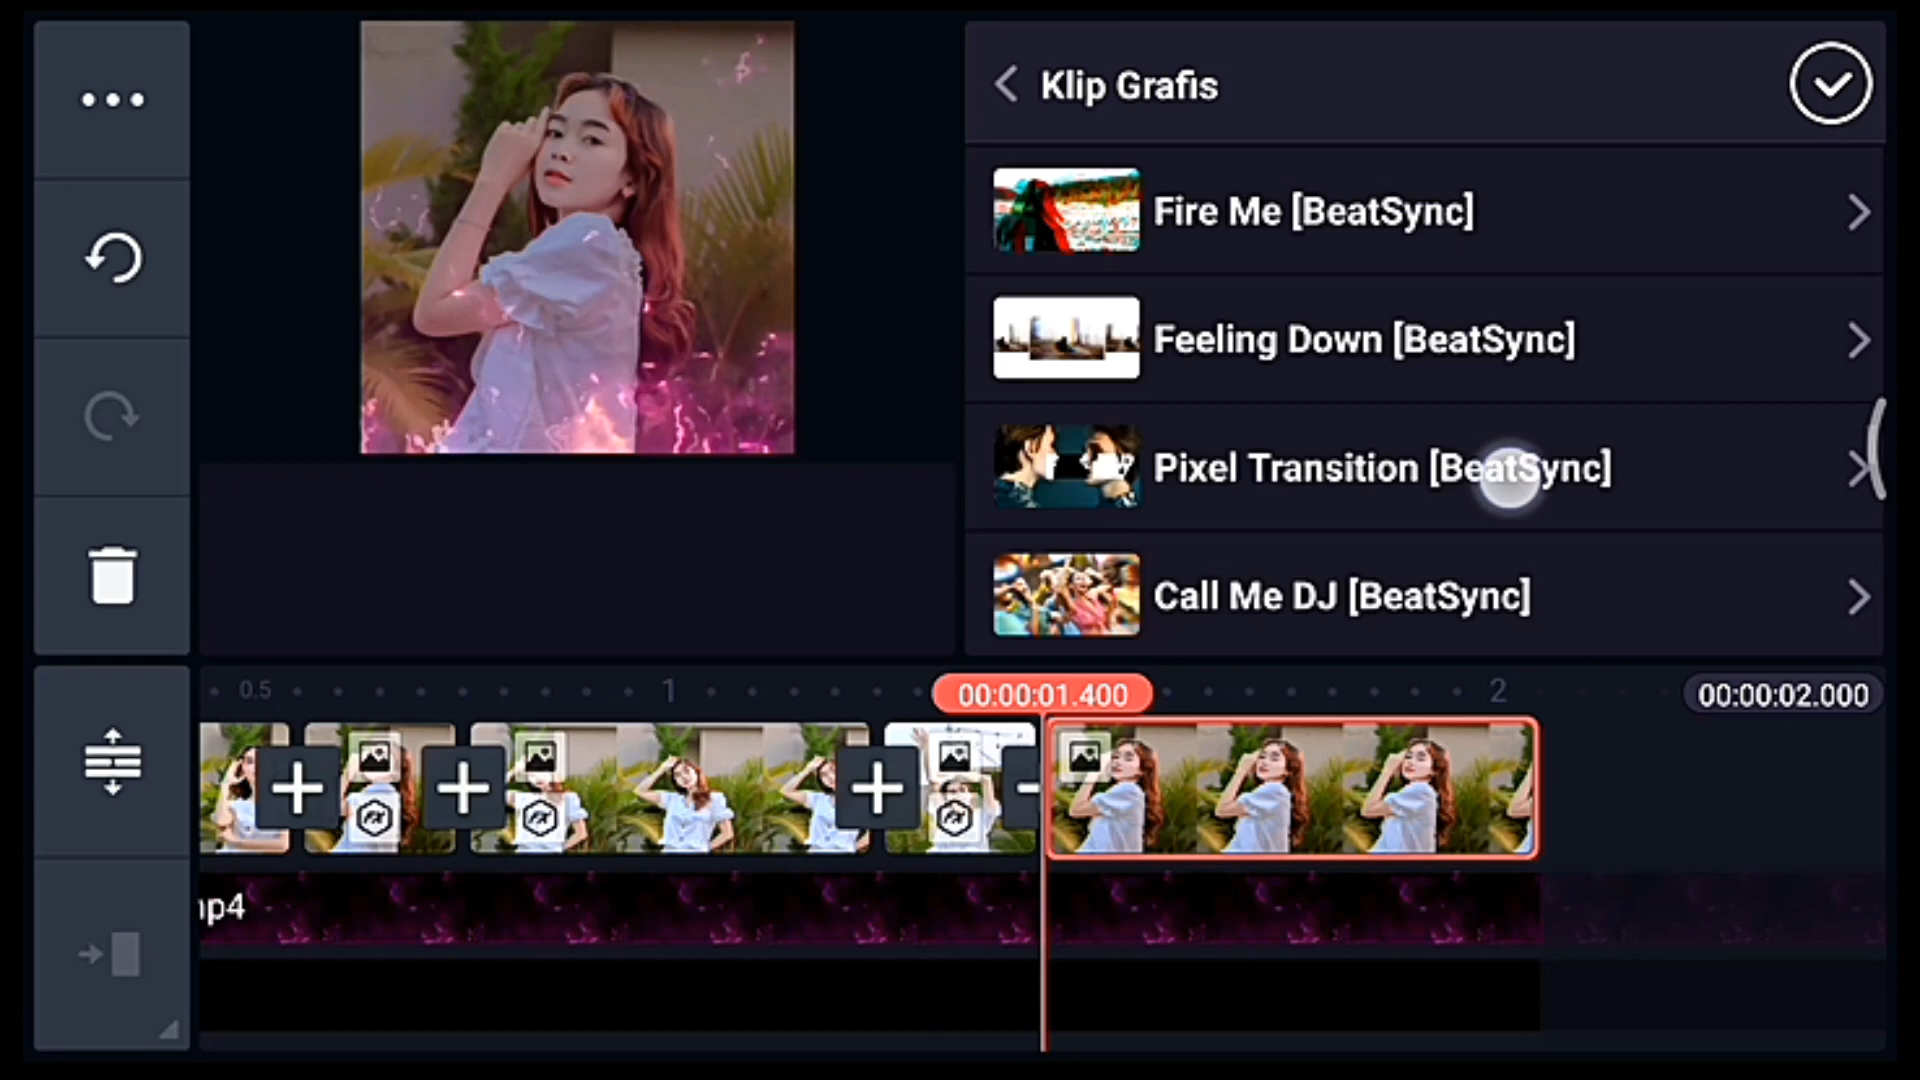 Klip Grafis
Fire Me [BeatSync]
Feeling Down [BeatSync]
Pixel Transition [BeatSync]
Call Me DJ [BeatSync]
0.5
1
00:00:01.400
2
00:00:02.000
mp4